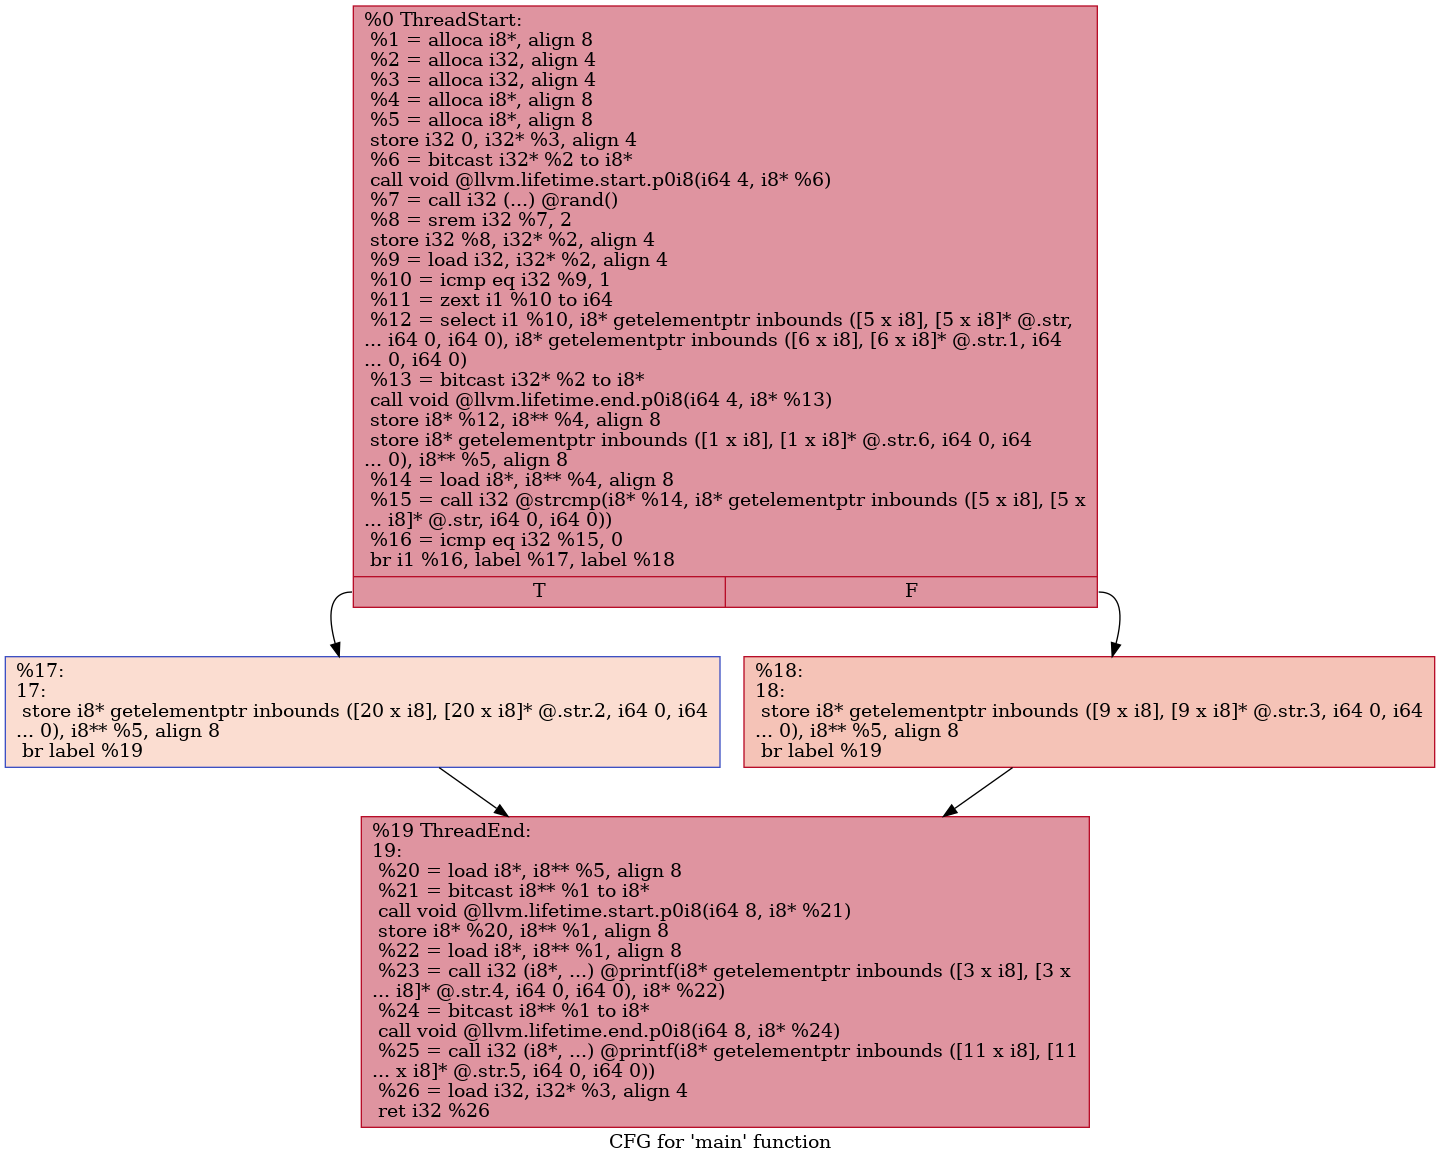 %0 ThreadStart:
%1 = alloca i8*, align 8
%2 = alloca i32, align 4
%3 = alloca i32, align 4
%4 = alloca i8*, align 8
%5 = alloca i8*, align 8
store i32 0, i32* %3, align 4
%6 = bitcast i32* %2 to i8*
call void @llvm.lifetime.start.p0i8(i64 4, i8* %6)
%7 = call i32 (...) @rand()
%8 = srem i32 %7, 2
store i32 %8, i32* %2, align 4
%9 = load i32, i32* %2, align 4
%10 = icmp eq i32 %9, 1
%11 = zext i1 %10 to i64
%12 = select i1 %10, i8* getelementptr inbounds ([5 x i8], [5 x i8]* @.str,
... i64 0, i64 0), i8* getelementptr inbounds ([6 x i8], [6 x i8]* @.str.1, i64
... 0, i64 0)
%13 = bitcast i32* %2 to i8*
call void @llvm.lifetime.end.p0i8(i64 4, i8* %13)
store i8* %12, i8** %4, align 8
store i8* getelementptr inbounds ([1 x i8], [1 x i8]* @.str.6, i64 0, i64
... 0), i8** %5, align 8
%14 = load i8*, i8** %4, align 8
%15 = call i32 @strcmp(i8* %14, i8* getelementptr inbounds ([5 x i8], [5 x
... i8]* @.str, i64 0, i64 0))
%16 = icmp eq i32 %15, 0
br i1 %16, label %17, label %18
T
F
%17:
17:
store i8* getelementptr inbounds ([20 x i8], [20 x i8]* @.str.2, i64 0, i64
... 0), i8** %5, align 8
br label %19
%18:
18:
store i8* getelementptr inbounds ([9 x i8], [9 x i8]* @.str.3, i64 0, i64
... 0), i8** %5, align 8
br label %19
%19 ThreadEnd:
19:
%20 = load i8*, i8** %5, align 8
%21 = bitcast i8** %1 to i8*
call void @llvm.lifetime.start.p0i8(i64 8, i8* %21)
store i8* %20, i8** %1, align 8
%22 = load i8*, i8** %1, align 8
%23 = call i32 (i8*, ...) @printf(i8* getelementptr inbounds ([3 x i8], [3 x
... i8]* @.str.4, i64 0, i64 0), i8* %22)
%24 = bitcast i8** %1 to i8*
call void @llvm.lifetime.end.p0i8(i64 8, i8* %24)
%25 = call i32 (i8*, ...) @printf(i8* getelementptr inbounds ([11 x i8], [11
... x i8]* @.str.5, i64 0, i64 0))
%26 = load i32, i32* %3, align 4
ret i32 %26
CFG for 'main' function